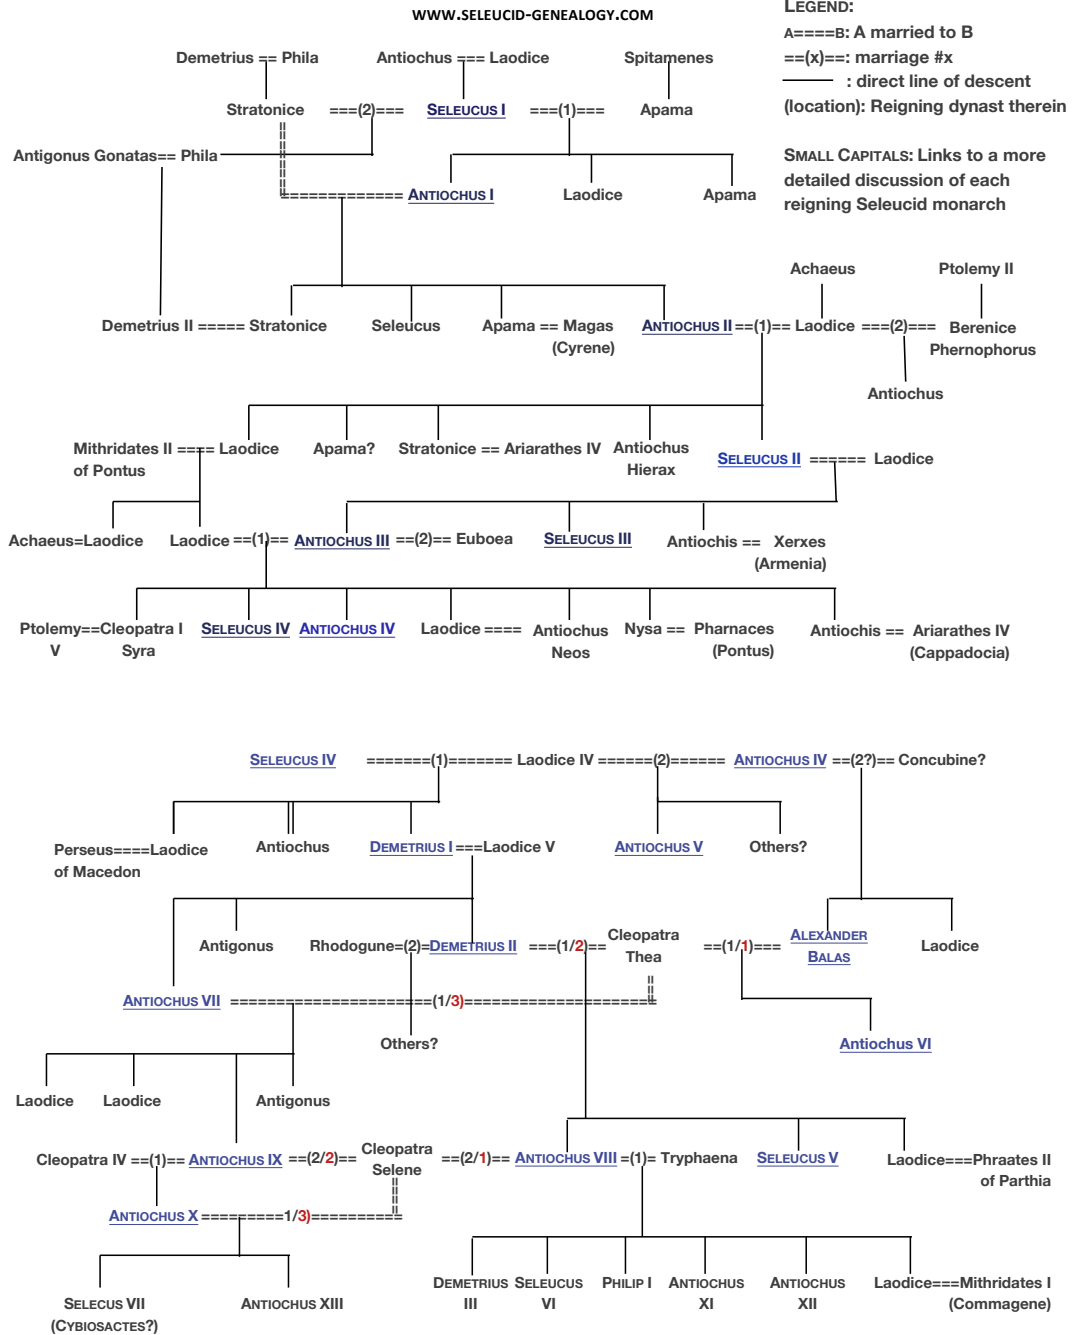 WWW.SELEUCID-GENEALOGY.COM
LEGEND:
A====B: A married to B
==(x)==: marriage #x
: direct line of descent
(location): Reigning dynast therein
SMALL CAPITALS: Links to a more
detailed discussion of each
reigning Seleucid monarch
Demetrius == Phila Antiochus === Laodice Spitamenes
Stratonice ===(2)=== SELEUCUS I ===(1)=== Apama
Antigonus Gonatas== Phila
============ ANTIOCHUS I Laodice Apama
Achaeus Ptolemy II
Demetrius II ===== Stratonice Seleucus Apama == Magas ANTIOCHUS II ==(1)== Laodice ===(2)=== Berenice
(Cyrene) Phernophorus
Antiochus
Mithridates II ==== Laodice Apama? Stratonice == Ariarathes IV Antiochus
of Pontus Hierax SELEUCUS II ====== Laodice
Achaeus=Laodice Laodice ==(1)== ANTIOCHUS III ==(2)== Euboea SELEUCUS III Antiochis == Xerxes
(Armenia)
Ptolemy==Cleopatra I SELEUCUS IV ANTIOCHUS IV Laodice ==== Antiochus Nysa == Pharnaces Antiochis == Ariarathes IV
V Syra Neos (Pontus) (Cappadocia)
SELEUCUS IV =======(1)======= Laodice IV ======(2)====== ANTIOCHUS IV ==(2?)== Concubine?
Perseus====Laodice Antiochus DEMETRIUS I ===Laodice V ANTIOCHUS V Others?
of Macedon
Antigonus Rhodogune=(2)=DEMETRIUS II ===(1/2)== Cleopatra ==(1/1)=== ALEXANDER Laodice
Thea BALAS
ANTIOCHUS VII =======================(1/3)=====================
Others? Antiochus VI
Laodice Laodice Antigonus
Cleopatra IV ==(1)== ANTIOCHUS IX ==(2/2)== Cleopatra ==(2/1)== ANTIOCHUS VIII =(1)= Tryphaena SELEUCUS V Laodice===Phraates II
Selene of Parthia
ANTIOCHUS X =========1/3)==========
DEMETRIUS SELEUCUS PHILIP I ANTIOCHUS ANTIOCHUS Laodice===Mithridates I
III VI XI XII (Commagene)
SELECUS VII ANTIOCHUS XIII
(CYBIOSACTES?)